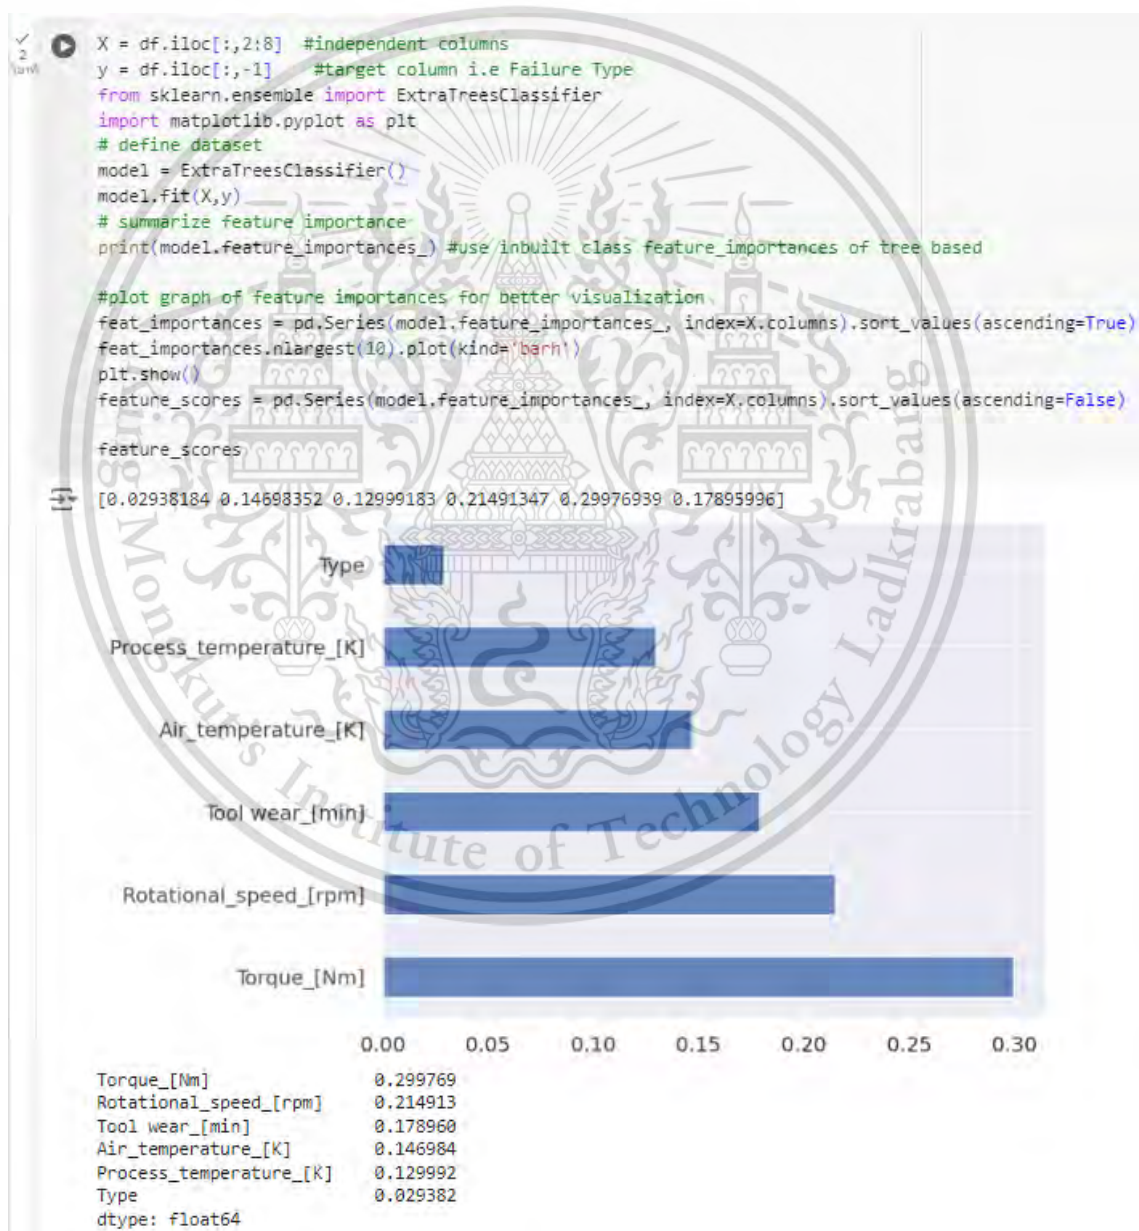 X = df.iloc[:,2:8]  #independent columns
y = df.iloc[:,-1]    #target column i.e Failure Type
from sklearn.ensemble import ExtraTreesClassifier
import matplotlib.pyplot as plt
# define dataset
model = ExtraTreesClassifier()
model.fit(X,y)
# summarize feature importance
print(model.feature_importances_) #use inbuilt class feature_importances of tree based
#plot graph of feature importances for better visualization
feat_importances = pd.Series(model.feature_importances_, index=X.columns).sort_values(ascending=True)
feat_importances.nlargest(10).plot(kind='barh')
plt.show()
feature_scores = pd.Series(model.feature_importances_, index=X.columns).sort_values(ascending=False)
feature_scores
[0.02938184 0.14698352 0.12999183 0.21491347 0.29976939 0.17895996]
Type
Process_temperature_[K]
Air_temperature_[K]
Tool wear_[min]
Rotational_speed_[rpm]
Torque_[Nm]
0.00 0.05 0.10 0.15 0.20 0.25 0.30
Torque_[Nm] 0.299769
Rotational_speed_[rpm] 0.214913
Tool wear_[min] 0.178960
Air_temperature_[K] 0.146984
Process_temperature_[K] 0.129992
Type 0.029382
dtype: float64
King Mongkut's Institute of Technology Ladkrabang
2